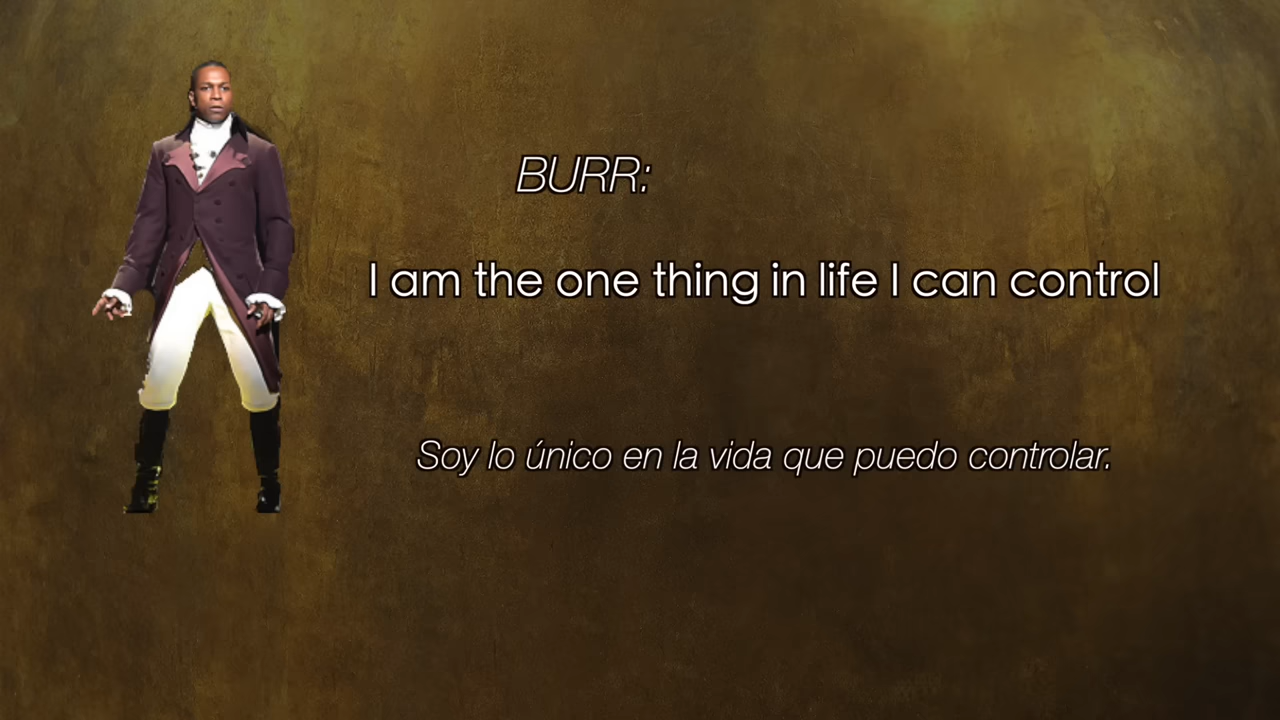 BURR:
I am the one thing in life I can control
Soy lo único en la vida que puedo controlar.